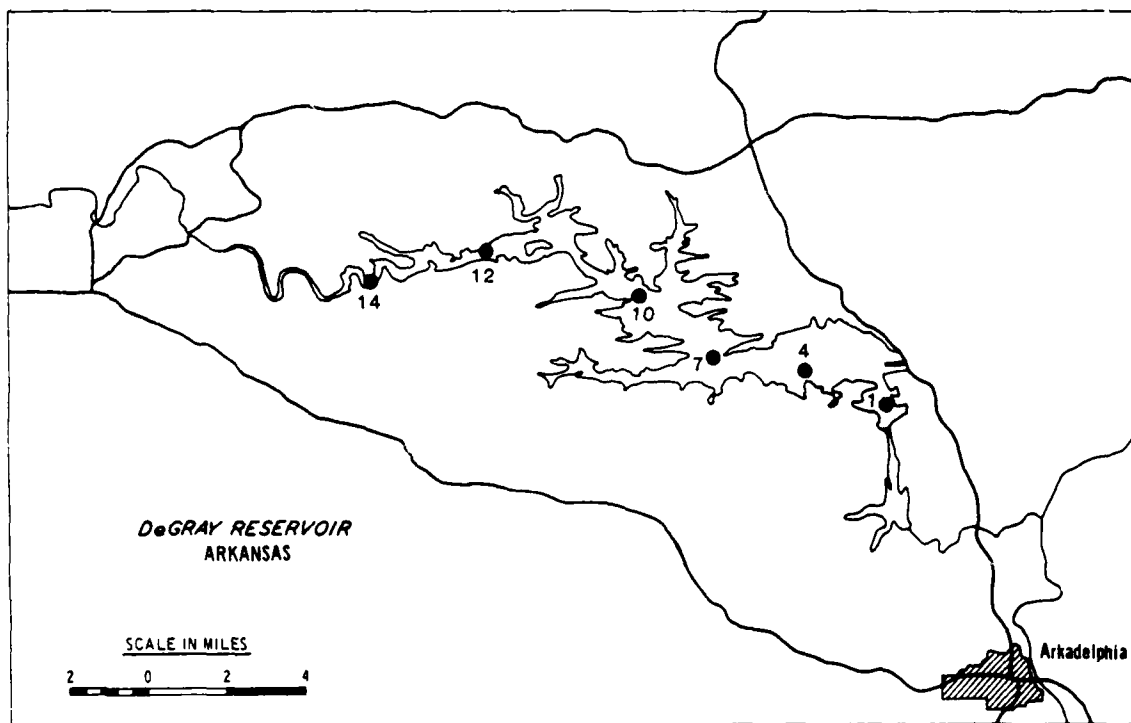 12
14
10
7
4
1
DeGRAY RESERVOIR
ARKANSAS
SCALE IN MILES
2 0 2 4
Arkadelphia